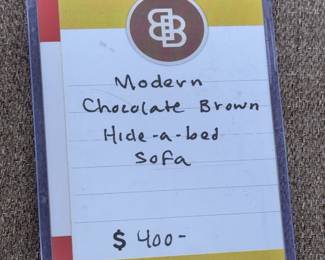 Modern
Chocolate Brown
Hide-a-bed
Sofa
$ 400-